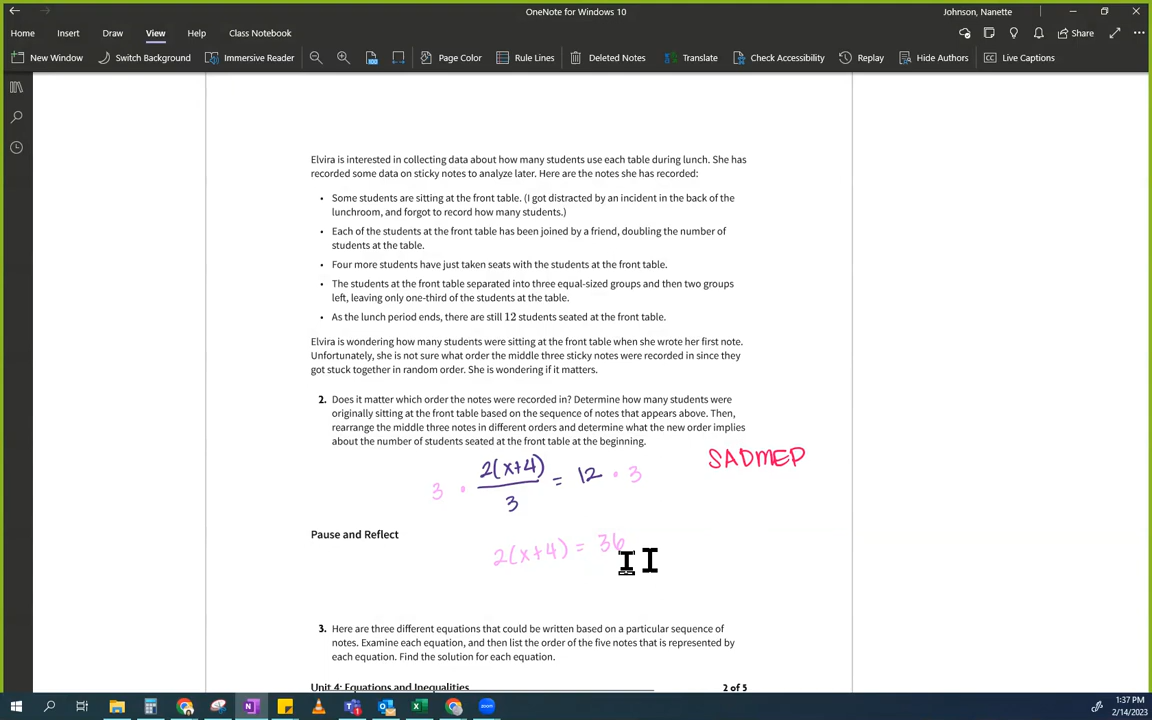 OneNote for Windows 10
Johnson, Nanette
Home Insert Draw View Help Class Notebook
Share
New Window Switch Background Immersive Reader 100 Page Color Rule Lines Deleted Notes Translate Check Accessibility Replay Hide Authors CC Live Captions
Elvira is interested in collecting data about how many students use each table during lunch. She has
recorded some data on sticky notes to analyze later. Here are the notes she has recorded:
• Some students are sitting at the front table. (I got distracted by an incident in the back of the
lunchroom, and forgot to record how many students.)
• Each of the students at the front table has been joined by a friend, doubling the number of
students at the table.
• Four more students have just taken seats with the students at the front table.
• The students at the front table separated into three equal-sized groups and then two groups
left, leaving only one-third of the students at the table.
• As the lunch period ends, there are still 12 students seated at the front table.
Elvira is wondering how many students were sitting at the front table when she wrote her first note.
Unfortunately, she is not sure what order the middle three sticky notes were recorded in since they
got stuck together in random order. She is wondering if it matters.
2. Does it matter which order the notes were recorded in? Determine how many students were
originally sitting at the front table based on the sequence of notes that appears above. Then,
rearrange the middle three notes in different orders and determine what the new order implies
about the number of students seated at the front table at the beginning.
SADMEP
3 · 2(x+4) = 12 · 3
3
Pause and Reflect
2(x+4) = 36
3. Here are three different equations that could be written based on a particular sequence of
notes. Examine each equation, and then list the order of the five notes that is represented by
each equation. Find the solution for each equation.
Unit 4: Equations and Inequalities 2 of 5
1:37 PM
2/14/2023